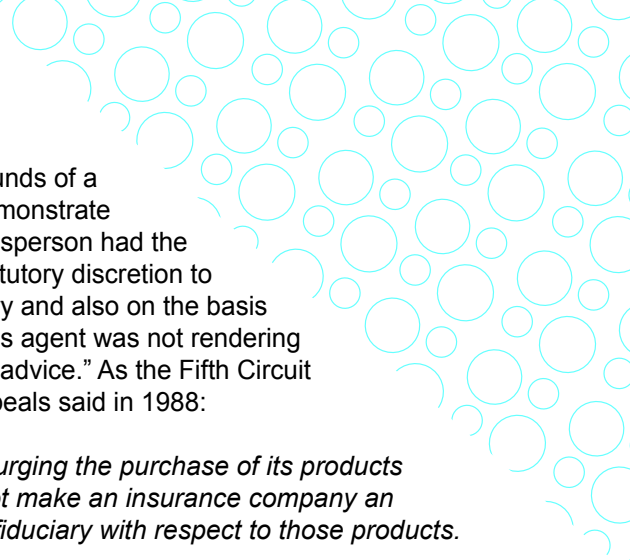 unds of a
monstrate
sperson had the
tutory discretion to
y and also on the basis
s agent was not rendering
advice.” As the Fifth Circuit
peals said in 1988:
urging the purchase of its products
t make an insurance company an
fiduciary with respect to those products.